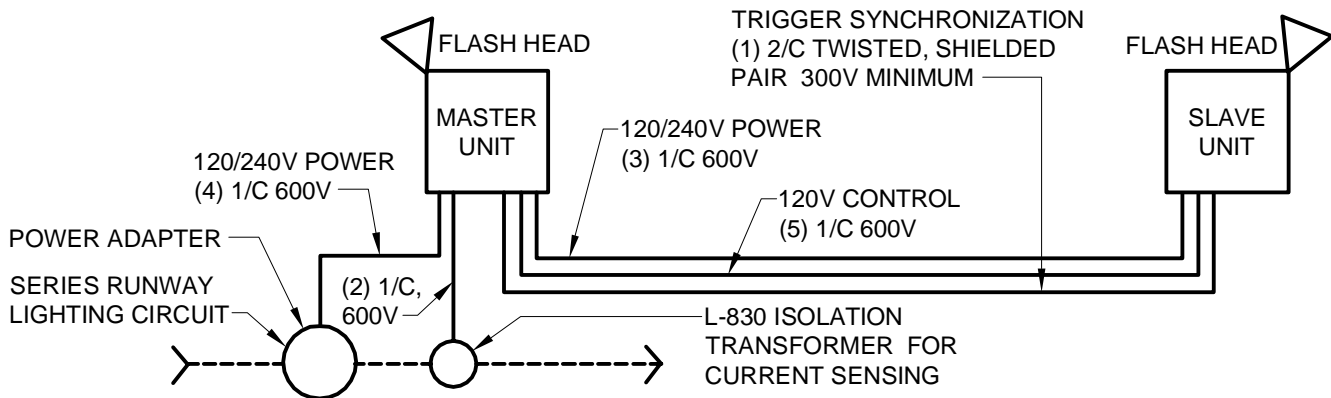 TRIGGER SYNCHRONIZATION
(1) 2/C TWISTED, SHIELDED
PAIR 300V MINIMUM
FLASH HEAD
FLASH HEAD
MASTER
UNIT
SLAVE
UNIT
120/240V POWER
(3) 1/C 600V
120/240V POWER
(4) 1/C 600V
120V CONTROL
(5) 1/C 600V
POWER ADAPTER
SERIES RUNWAY
LIGHTING CIRCUIT
(2) 1/C,
600V
L-830 ISOLATION
TRANSFORMER FOR
CURRENT SENSING